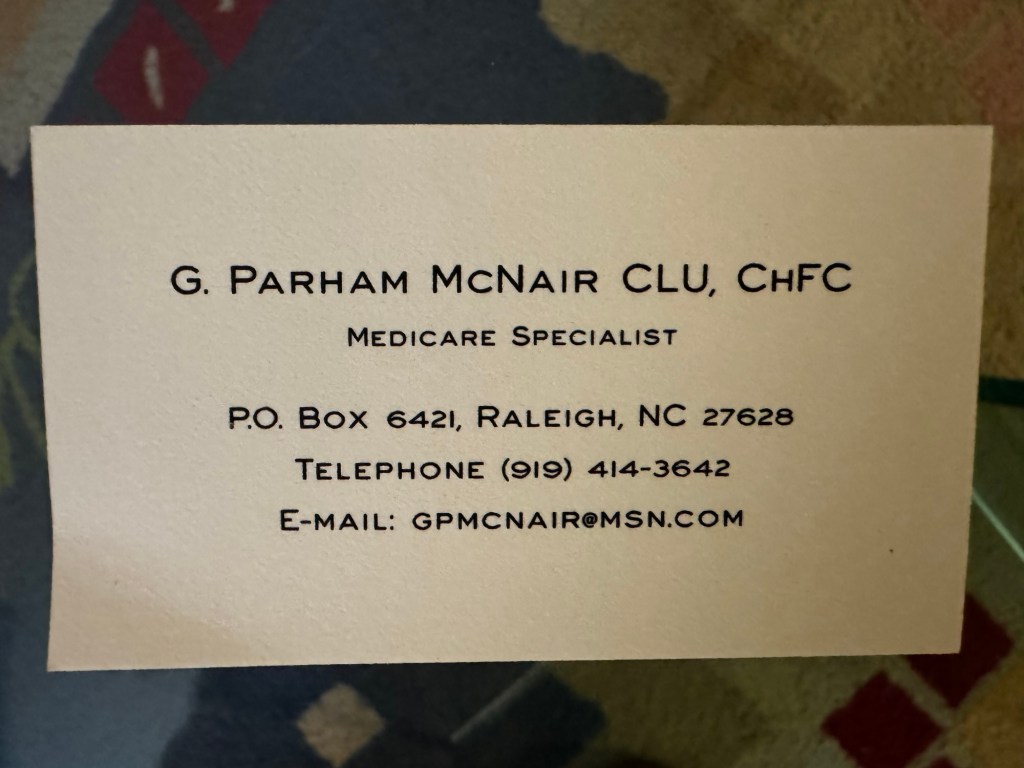 G. Parham McNair CLU, ChFC
Medicare Specialist
P.O. Box 6421, Raleigh, NC 27628
Telephone (919) 414-3642
E-mail: gpmcnair@msn.com